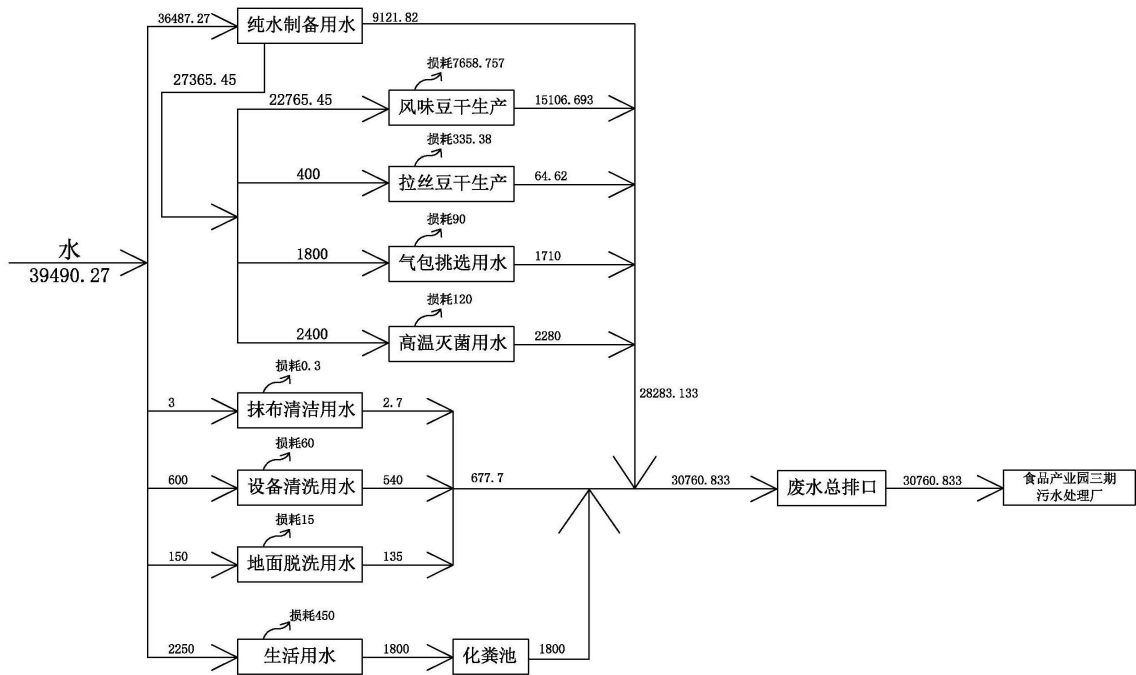 36487.27
纯水制备用水
9121.82
27365.45
损耗7658.757
22765.45
风味豆干生产
15106.693
损耗335.38
400
拉丝豆干生产
64.62
损耗90
水
39490.27
1800
气包挑选用水
1710
损耗120
2400
高温灭菌用水
2280
损耗0.3
28283.133
3
抹布清洁用水
2.7
损耗60
600
设备清洗用水
540
677.7
30760.833
废水总排口
30760.833
食品产业园三期
污水处理厂
损耗15
150
地面脱洗用水
135
损耗450
2250
生活用水
1800
化粪池
1800